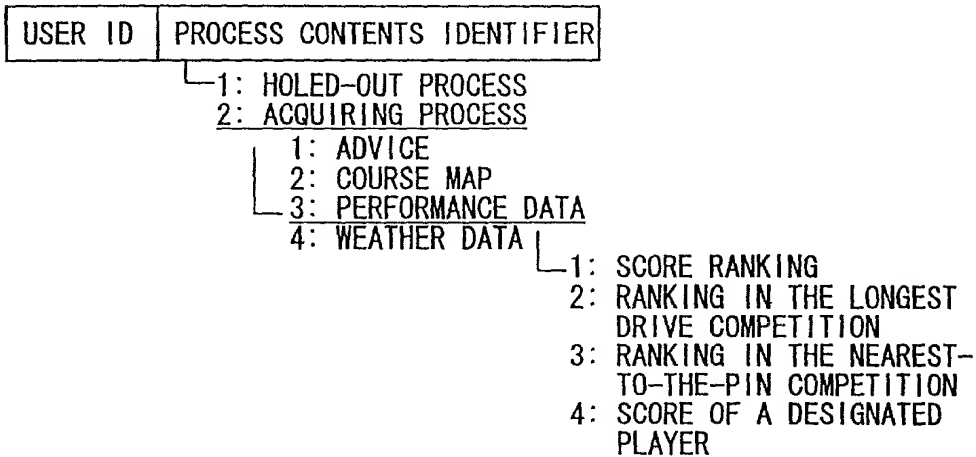 USER ID PROCESS CONTENTS IDENTIFIER
1: HOLED-OUT PROCESS
2: ACQUIRING PROCESS
1: ADVICE
2: COURSE MAP
3: PERFORMANCE DATA
4: WEATHER DATA
1: SCORE RANKING
2: RANKING IN THE LONGEST
DRIVE COMPETITION
3: RANKING IN THE NEAREST-
TO-THE-PIN COMPETITION
4: SCORE OF A DESIGNATED
PLAYER